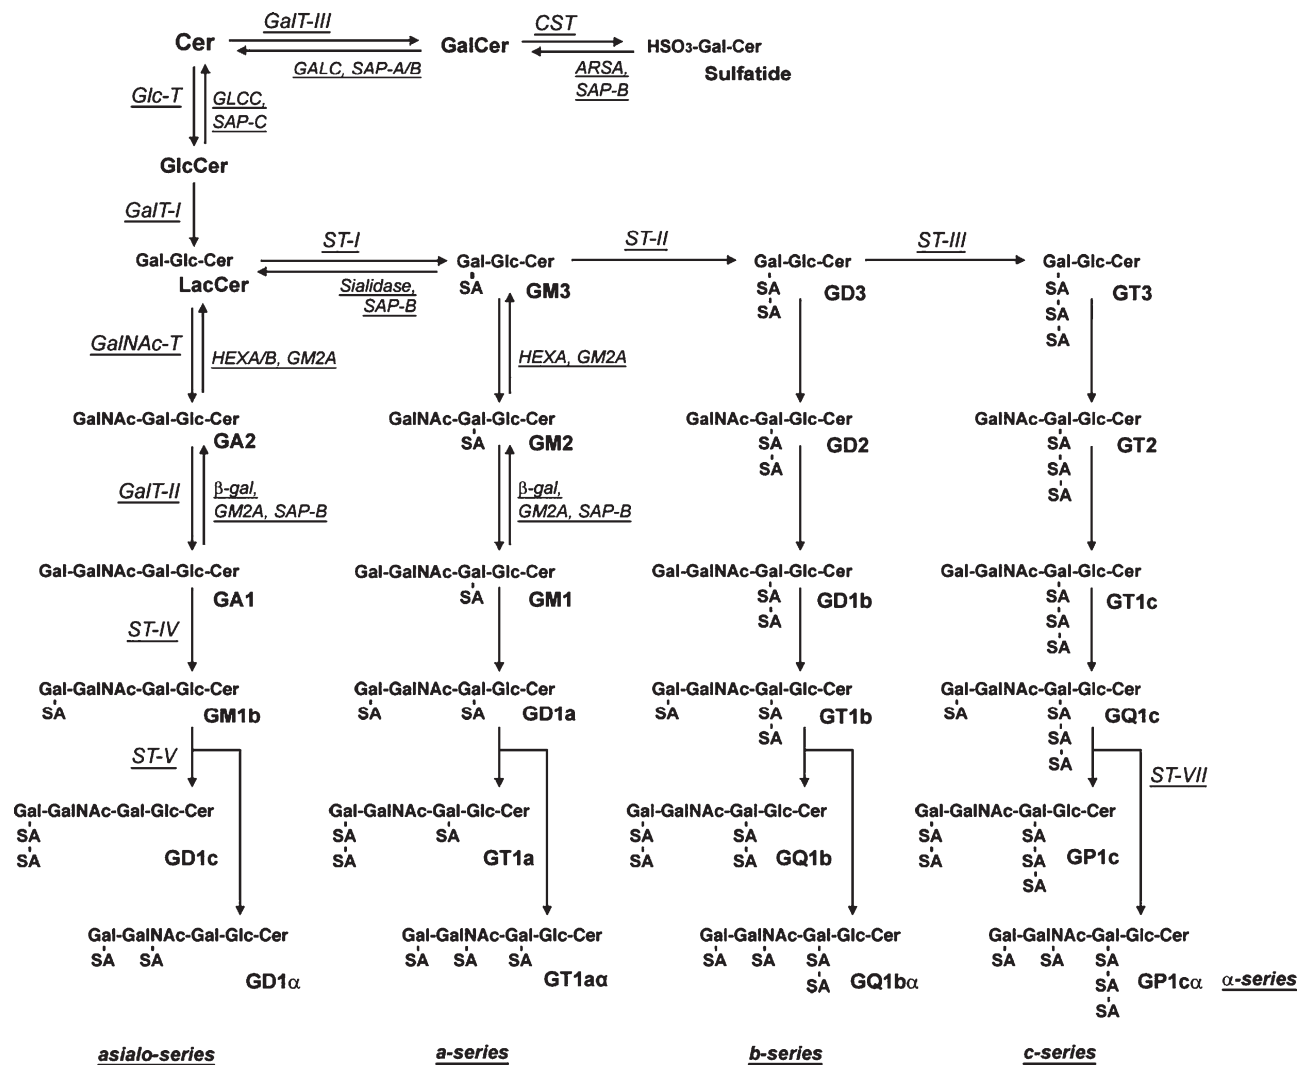 GalT-III
CST
Cer
GalCer
HSO3-Gal-Cer
Sulfatide
GALC, SAP-A/B
ARSA,
SAP-B
Glc-T
GLCC,
SAP-C
GlcCer
GalT-I
ST-I
ST-II
ST-III
Gal-Glc-Cer
LacCer
Sialidase,
SAP-B
Gal-Glc-Cer
SA
GM3
Gal-Glc-Cer
SA
SA
GD3
Gal-Glc-Cer
SA
SA
SA
GT3
GalNAc-T
HEXA/B, GM2A
HEXA, GM2A
GalNAc-Gal-Glc-Cer
GA2
GalNAc-Gal-Glc-Cer
SA
GM2
GalNAc-Gal-Glc-Cer
SA
SA
GD2
GalNAc-Gal-Glc-Cer
SA
SA
SA
GT2
GalT-II
β-gal,
GM2A, SAP-B
β-gal,
GM2A, SAP-B
Gal-GalNAc-Gal-Glc-Cer
GA1
Gal-GalNAc-Gal-Glc-Cer
SA
GM1
Gal-GalNAc-Gal-Glc-Cer
SA
SA
GD1b
Gal-GalNAc-Gal-Glc-Cer
SA
SA
SA
GT1c
ST-IV
Gal-GalNAc-Gal-Glc-Cer
SA
GM1b
Gal-GalNAc-Gal-Glc-Cer
SA SA
GD1a
Gal-GalNAc-Gal-Glc-Cer
SA SA
SA
GT1b
Gal-GalNAc-Gal-Glc-Cer
SA SA
SA
SA
GQ1c
ST-V
ST-VII
Gal-GalNAc-Gal-Glc-Cer
SA
SA
GD1c
Gal-GalNAc-Gal-Glc-Cer
SA SA
SA
GT1a
Gal-GalNAc-Gal-Glc-Cer
SA SA
SA SA
GQ1b
Gal-GalNAc-Gal-Glc-Cer
SA SA
SA SA
SA
GP1c
Gal-GalNAc-Gal-Glc-Cer
SA SA
GD1α
Gal-GalNAc-Gal-Glc-Cer
SA SA SA
GT1aα
Gal-GalNAc-Gal-Glc-Cer
SA SA SA
SA
GQ1bα
Gal-GalNAc-Gal-Glc-Cer
SA SA SA
SA
SA
GP1cα
α-series
asialo-series
a-series
b-series
c-series